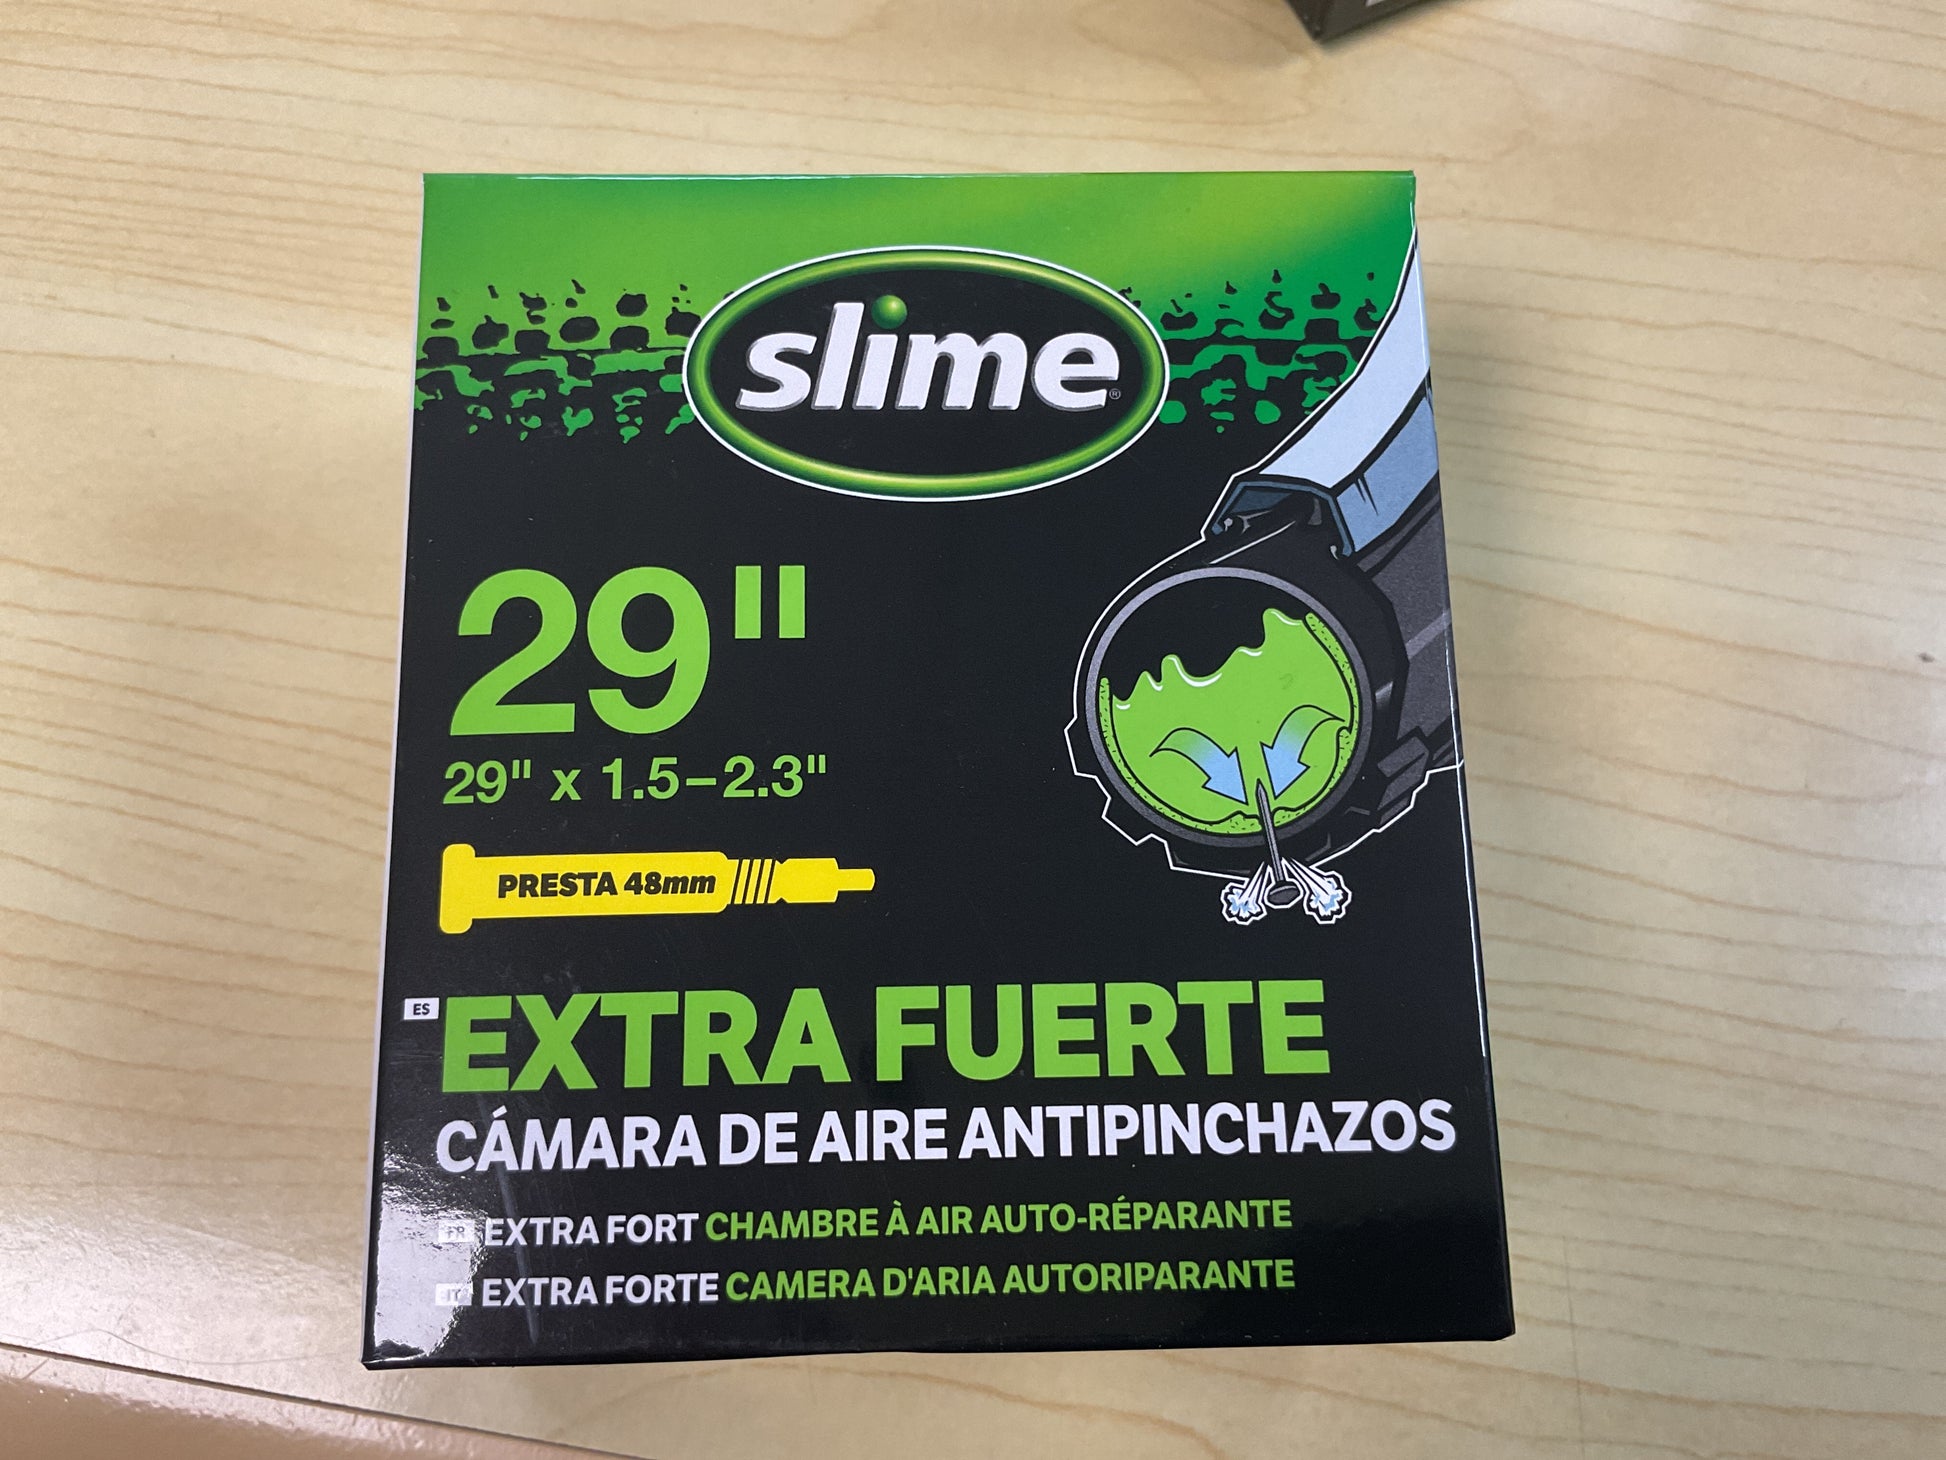 slime®
29"
29" x 1.5–2.3"
PRESTA 48mm
ES EXTRA FUERTE
CÁMARA DE AIRE ANTIPINCHAZOS
FR EXTRA FORT CHAMBRE À AIR AUTO-RÉPARANTE
IT EXTRA FORTE CAMERA D'ARIA AUTORIPARANTE